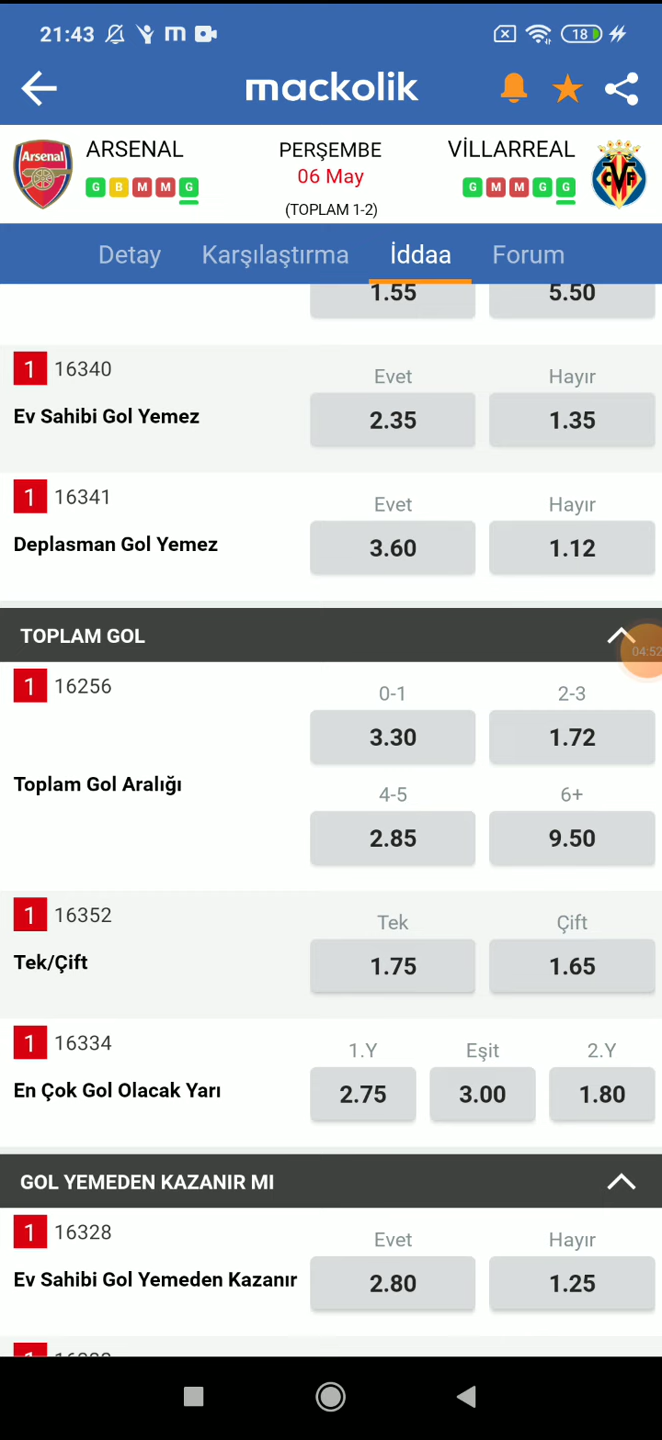 21:43 m 18
mackolik
Arsenal ARSENAL PERŞEMBE VİLLARREAL
G B M M G 06 May G M M G G
(TOPLAM 1-2)
Detay Karşılaştırma İddaa Forum
1.55 5.50
1 16340 Evet Hayır
Ev Sahibi Gol Yemez 2.35 1.35
1 16341 Evet Hayır
Deplasman Gol Yemez 3.60 1.12
TOPLAM GOL
04:52
1 16256 0-1 2-3
3.30 1.72
Toplam Gol Aralığı
4-5 6+
2.85 9.50
1 16352 Tek Çift
Tek/Çift 1.75 1.65
1 16334 1.Y Eşit 2.Y
En Çok Gol Olacak Yarı 2.75 3.00 1.80
GOL YEMEDEN KAZANIR MI
1 16328 Evet Hayır
Ev Sahibi Gol Yemeden Kazanır 2.80 1.25